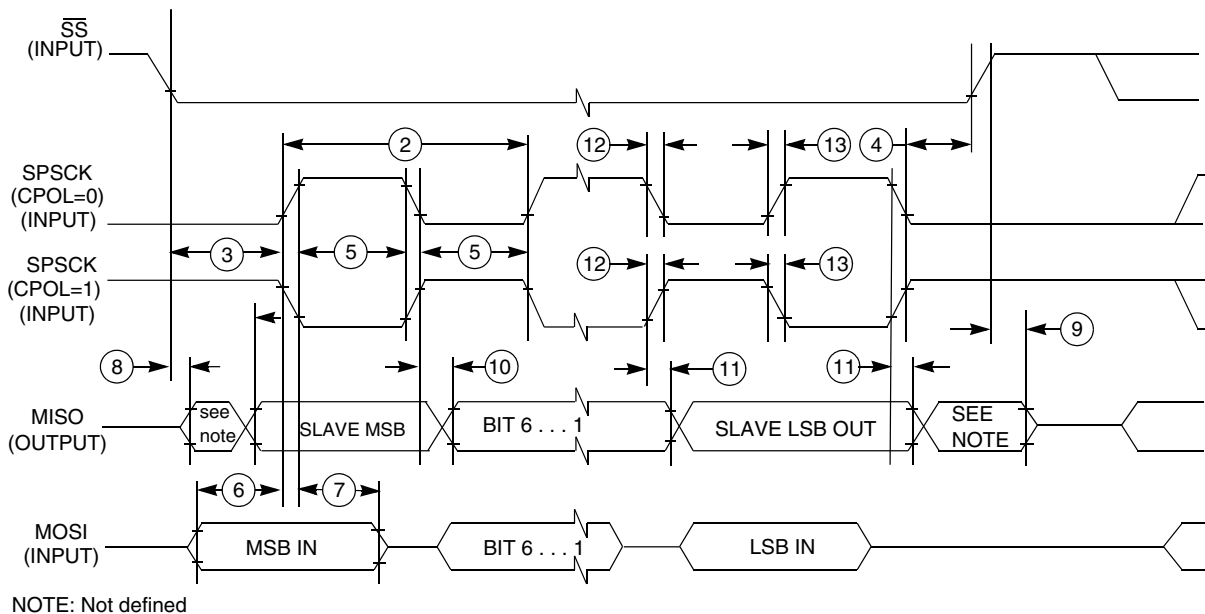 SS
(INPUT)
2
12
13
4
SPSCK
(CPOL=0)
(INPUT)
3
5
5
SPSCK
(CPOL=1)
(INPUT)
12
13
8
10
11
11
9
MISO
(OUTPUT)
see
note
SLAVE MSB
BIT 6 . . . 1
SLAVE LSB OUT
SEE
NOTE
6
7
MOSI
(INPUT)
MSB IN
BIT 6 . . . 1
LSB IN
NOTE: Not defined